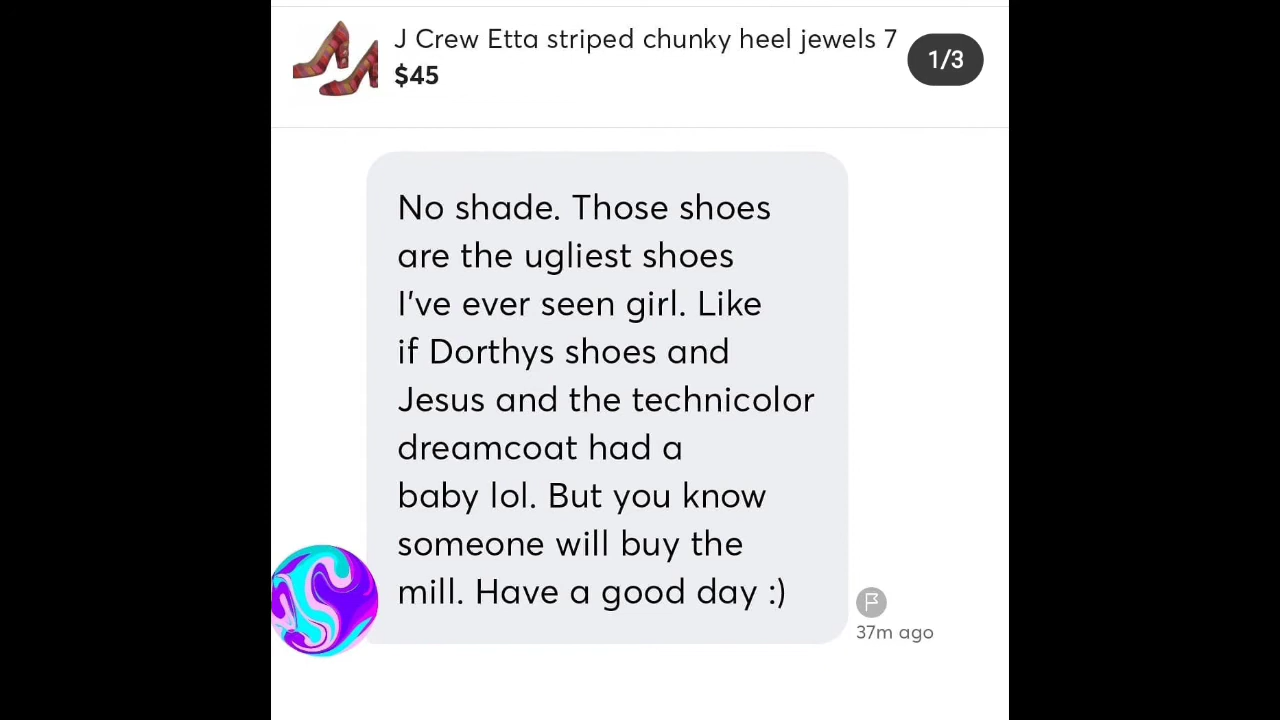 J Crew Etta striped chunky heel jewels 7
$45
1/3
No shade. Those shoes
are the ugliest shoes
I've ever seen girl. Like
if Dorthys shoes and
Jesus and the technicolor
dreamcoat had a
baby lol. But you know
someone will buy the
mill. Have a good day :)
37m ago